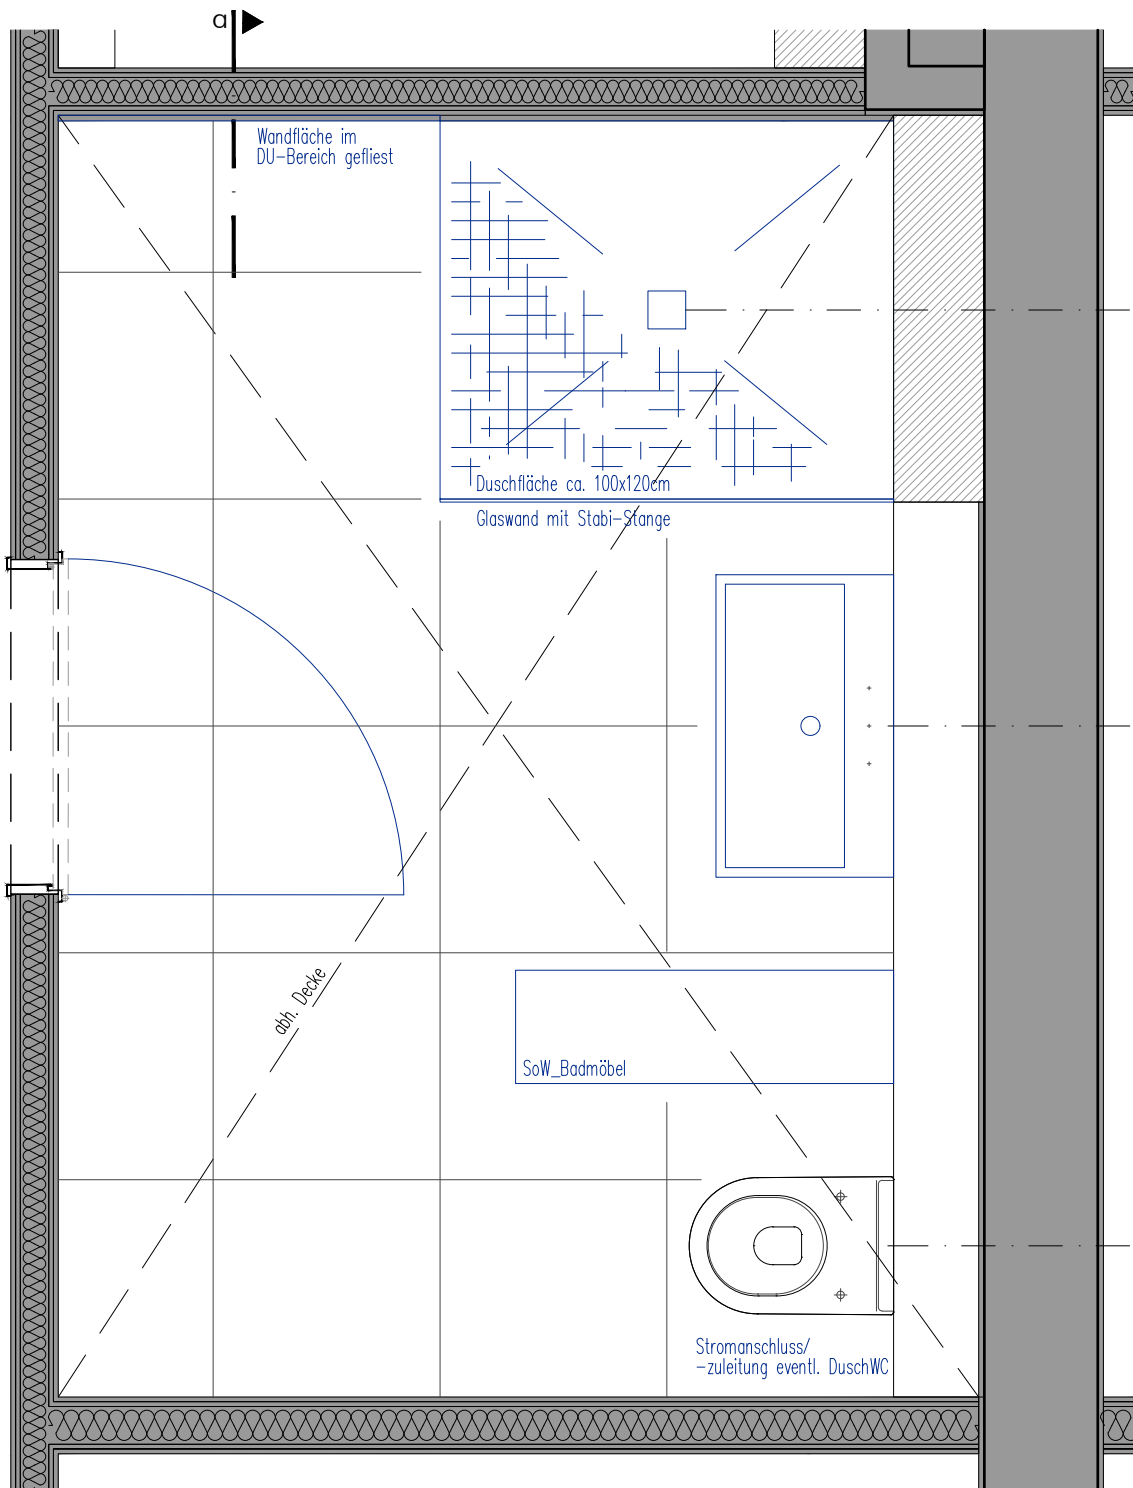 a
Wandfläche im
DU-Bereich gefliest
Duschfläche ca. 100x120cm
Glaswand mit Stabi-Stange
abh. Decke
SoW_Badmöbel
Stromanschluss/
-zuleitung eventl. DuschWC